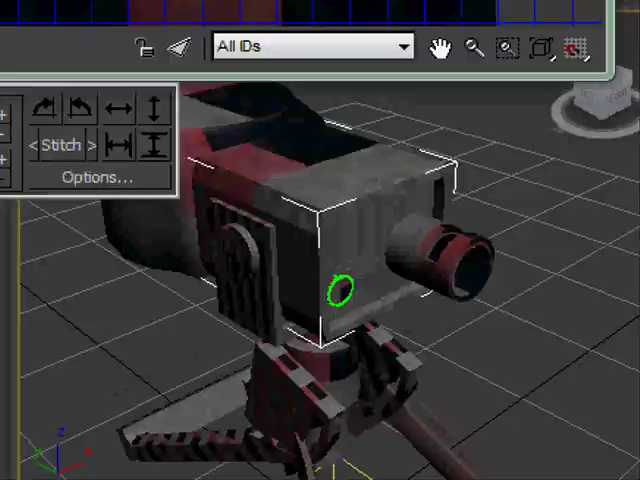 All IDs
< Stitch >
Options...
z
x